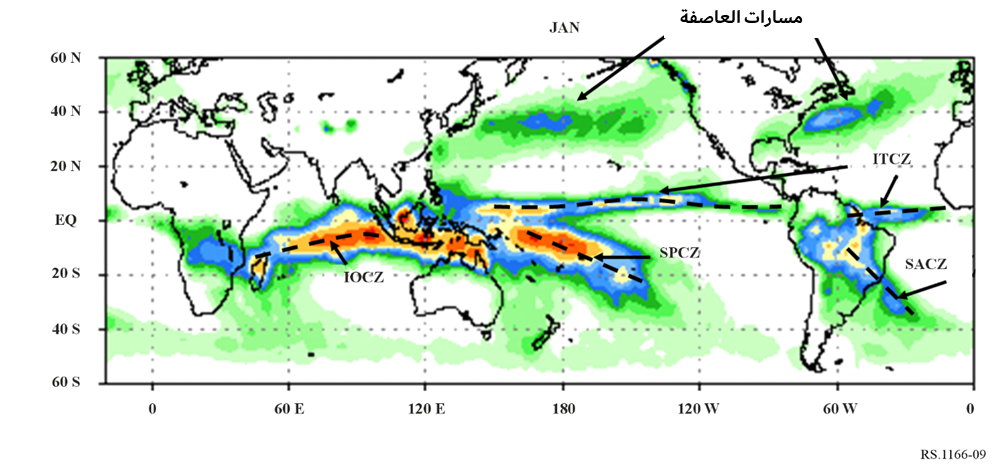 مسارات العاصفة
JAN
60 N
40 N
20 N
EQ
20 S
40 S
60 S
ITCZ
SPCZ
IOCZ
SACZ
0
60 E
120 E
180
120 W
60 W
0
RS.1166-09